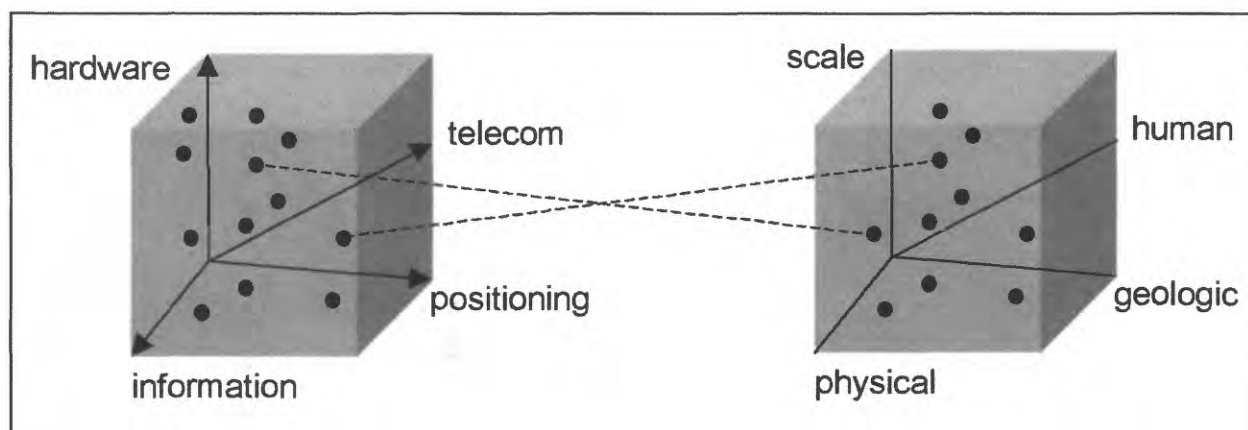 hardware
telecom
positioning
information
scale
human
geologic
physical